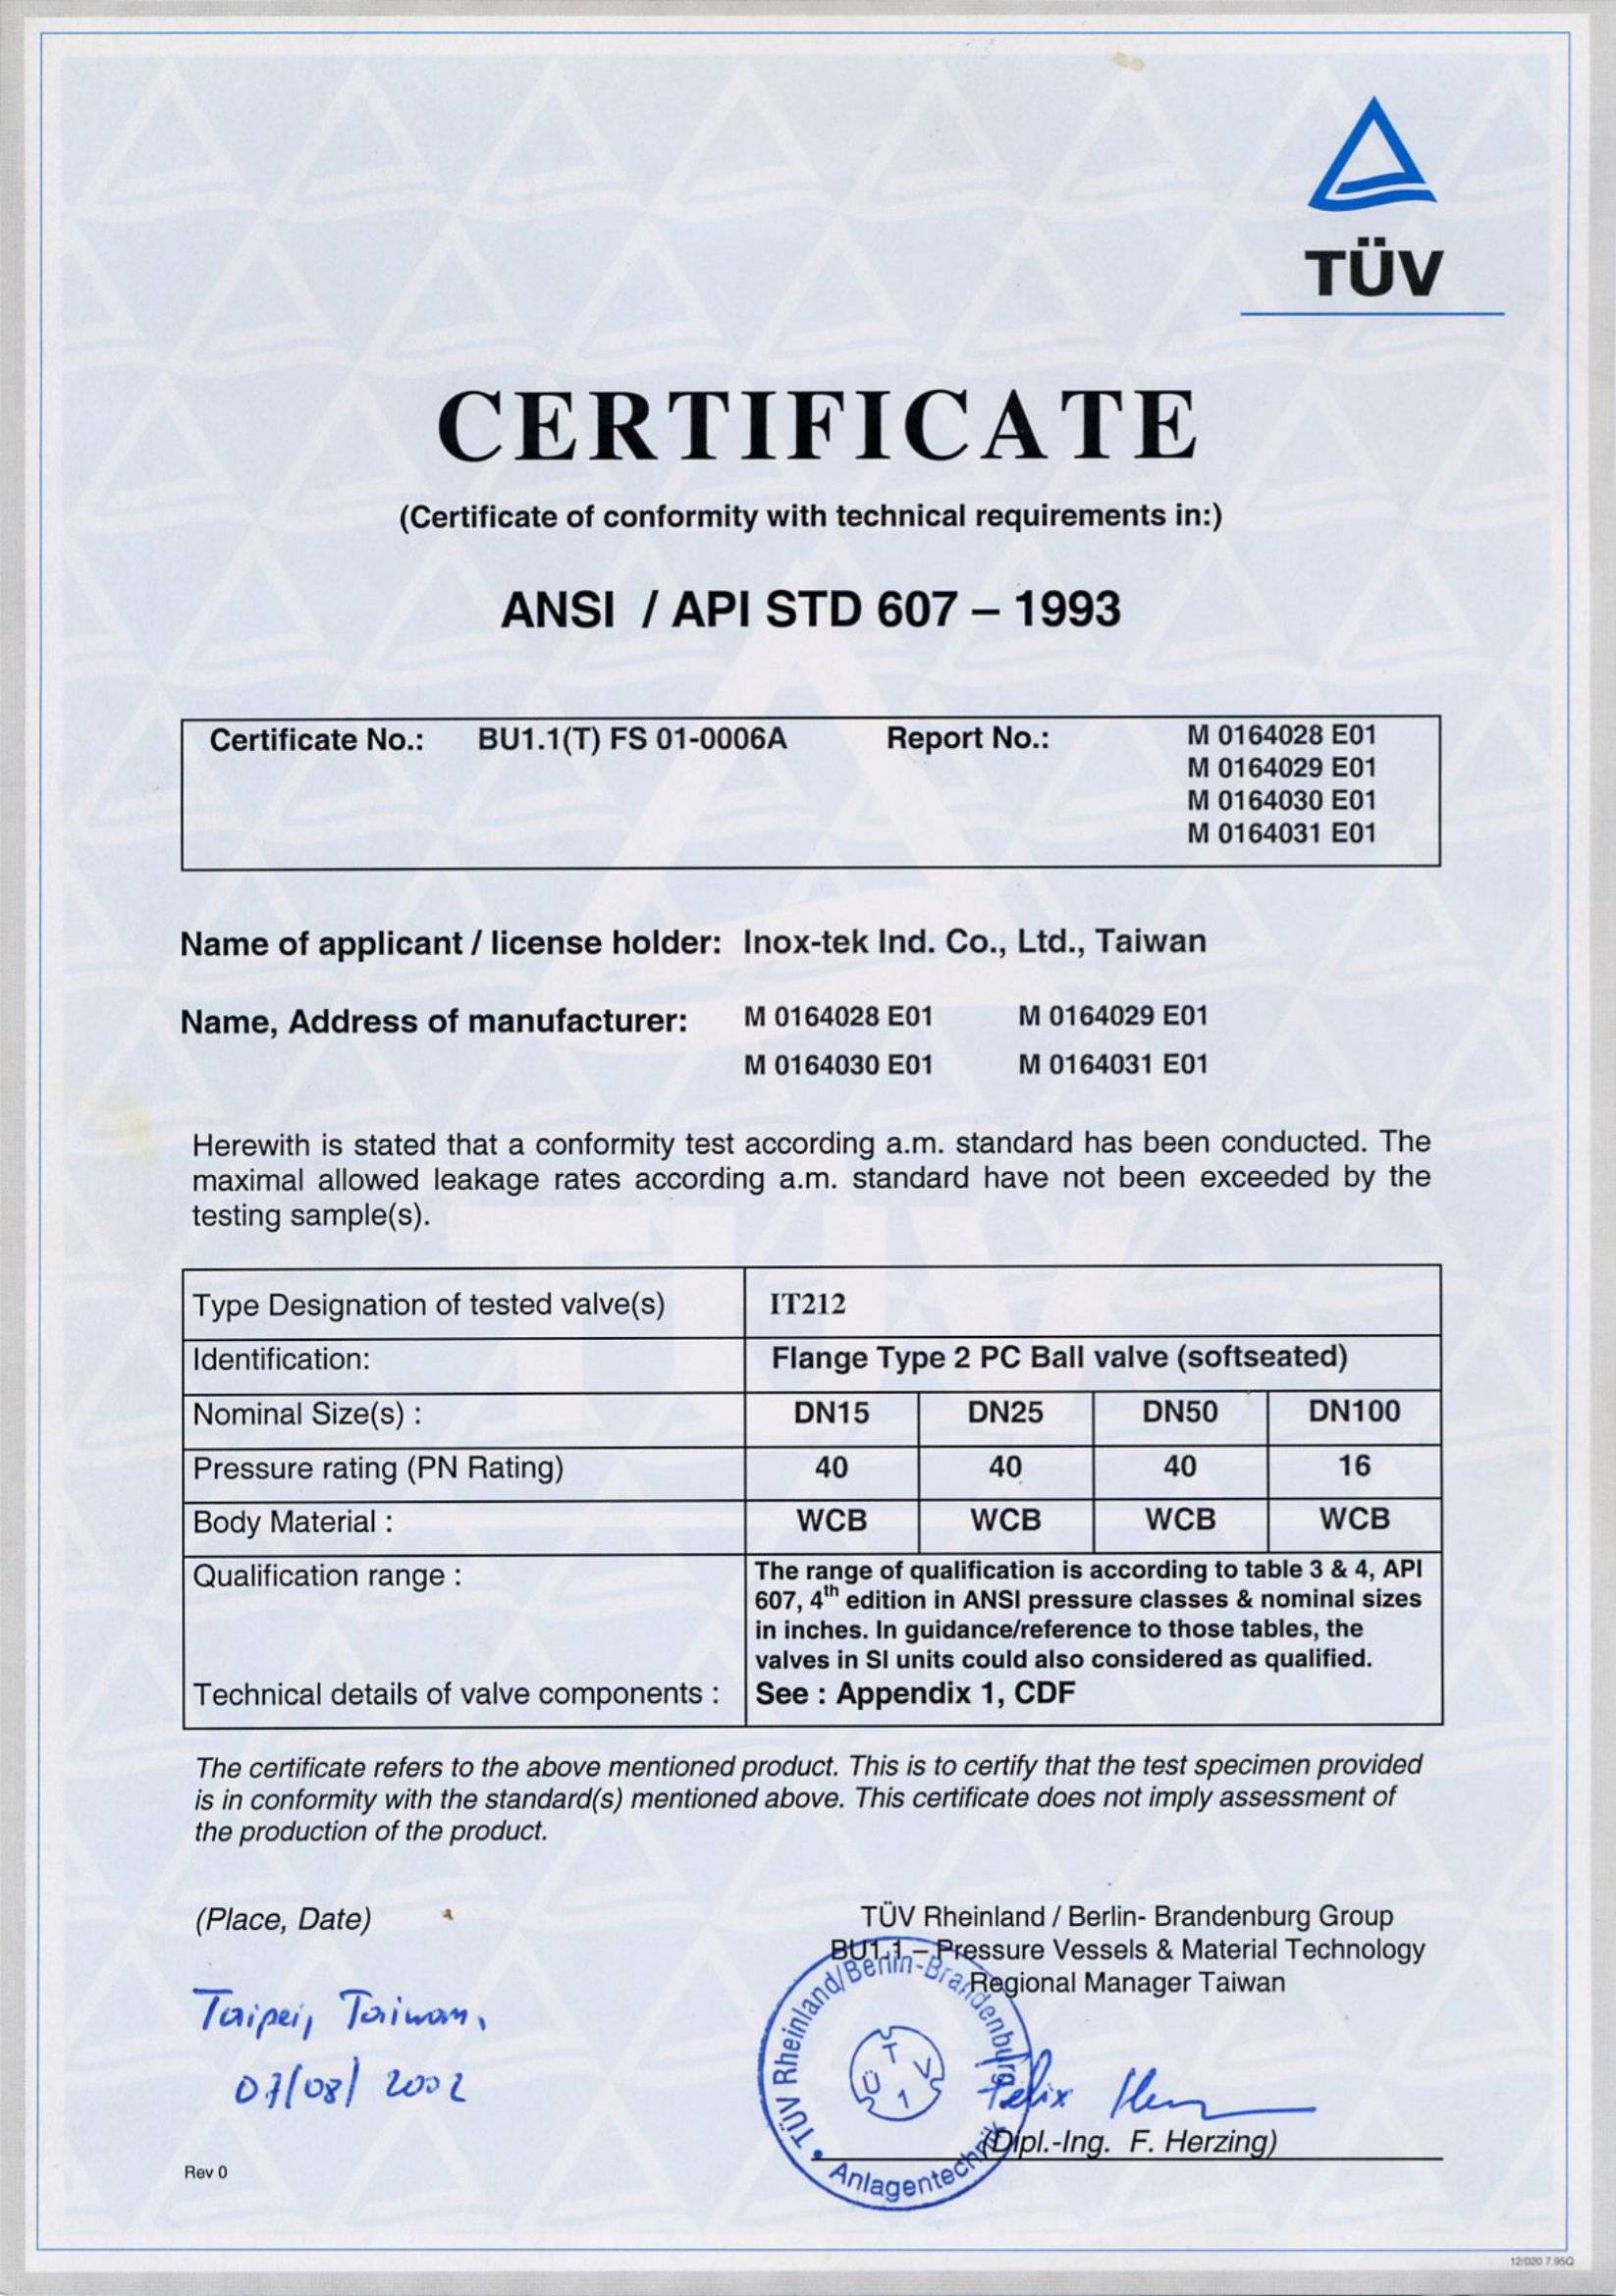 TÜV
CERTIFICATE
(Certificate of conformity with technical requirements in:)
ANSI / API STD 607 – 1993
Certificate No.: BU1.1(T) FS 01-0006A Report No.: M 0164028 E01
M 0164029 E01
M 0164030 E01
M 0164031 E01
Name of applicant / license holder: Inox-tek Ind. Co., Ltd., Taiwan
Name, Address of manufacturer: M 0164028 E01 M 0164029 E01
M 0164030 E01 M 0164031 E01
Herewith is stated that a conformity test according a.m. standard has been conducted. The
maximal allowed leakage rates according a.m. standard have not been exceeded by the
testing sample(s).
Type Designation of tested valve(s) IT212
Identification: Flange Type 2 PC Ball valve (softseated)
Nominal Size(s) : DN15 DN25 DN50 DN100
Pressure rating (PN Rating) 40 40 40 16
Body Material : WCB WCB WCB WCB
Qualification range : The range of qualification is according to table 3 & 4, API
607, 4th edition in ANSI pressure classes & nominal sizes
in inches. In guidance/reference to those tables, the
valves in SI units could also considered as qualified.
Technical details of valve components : See : Appendix 1, CDF
The certificate refers to the above mentioned product. This is to certify that the test specimen provided
is in conformity with the standard(s) mentioned above. This certificate does not imply assessment of
the production of the product.
(Place, Date)
TÜV Rheinland / Berlin- Brandenburg Group
BU1.1 – Pressure Vessels & Material Technology
Regional Manager Taiwan
Taipei, Taiwan,
07/08/2002
TÜV Rheinland/Berlin-Brandenburg
Anlagentechnik
TÜV 1
Felix
(Dipl.-Ing. F. Herzing)
Rev 0
12/020 7.95Q